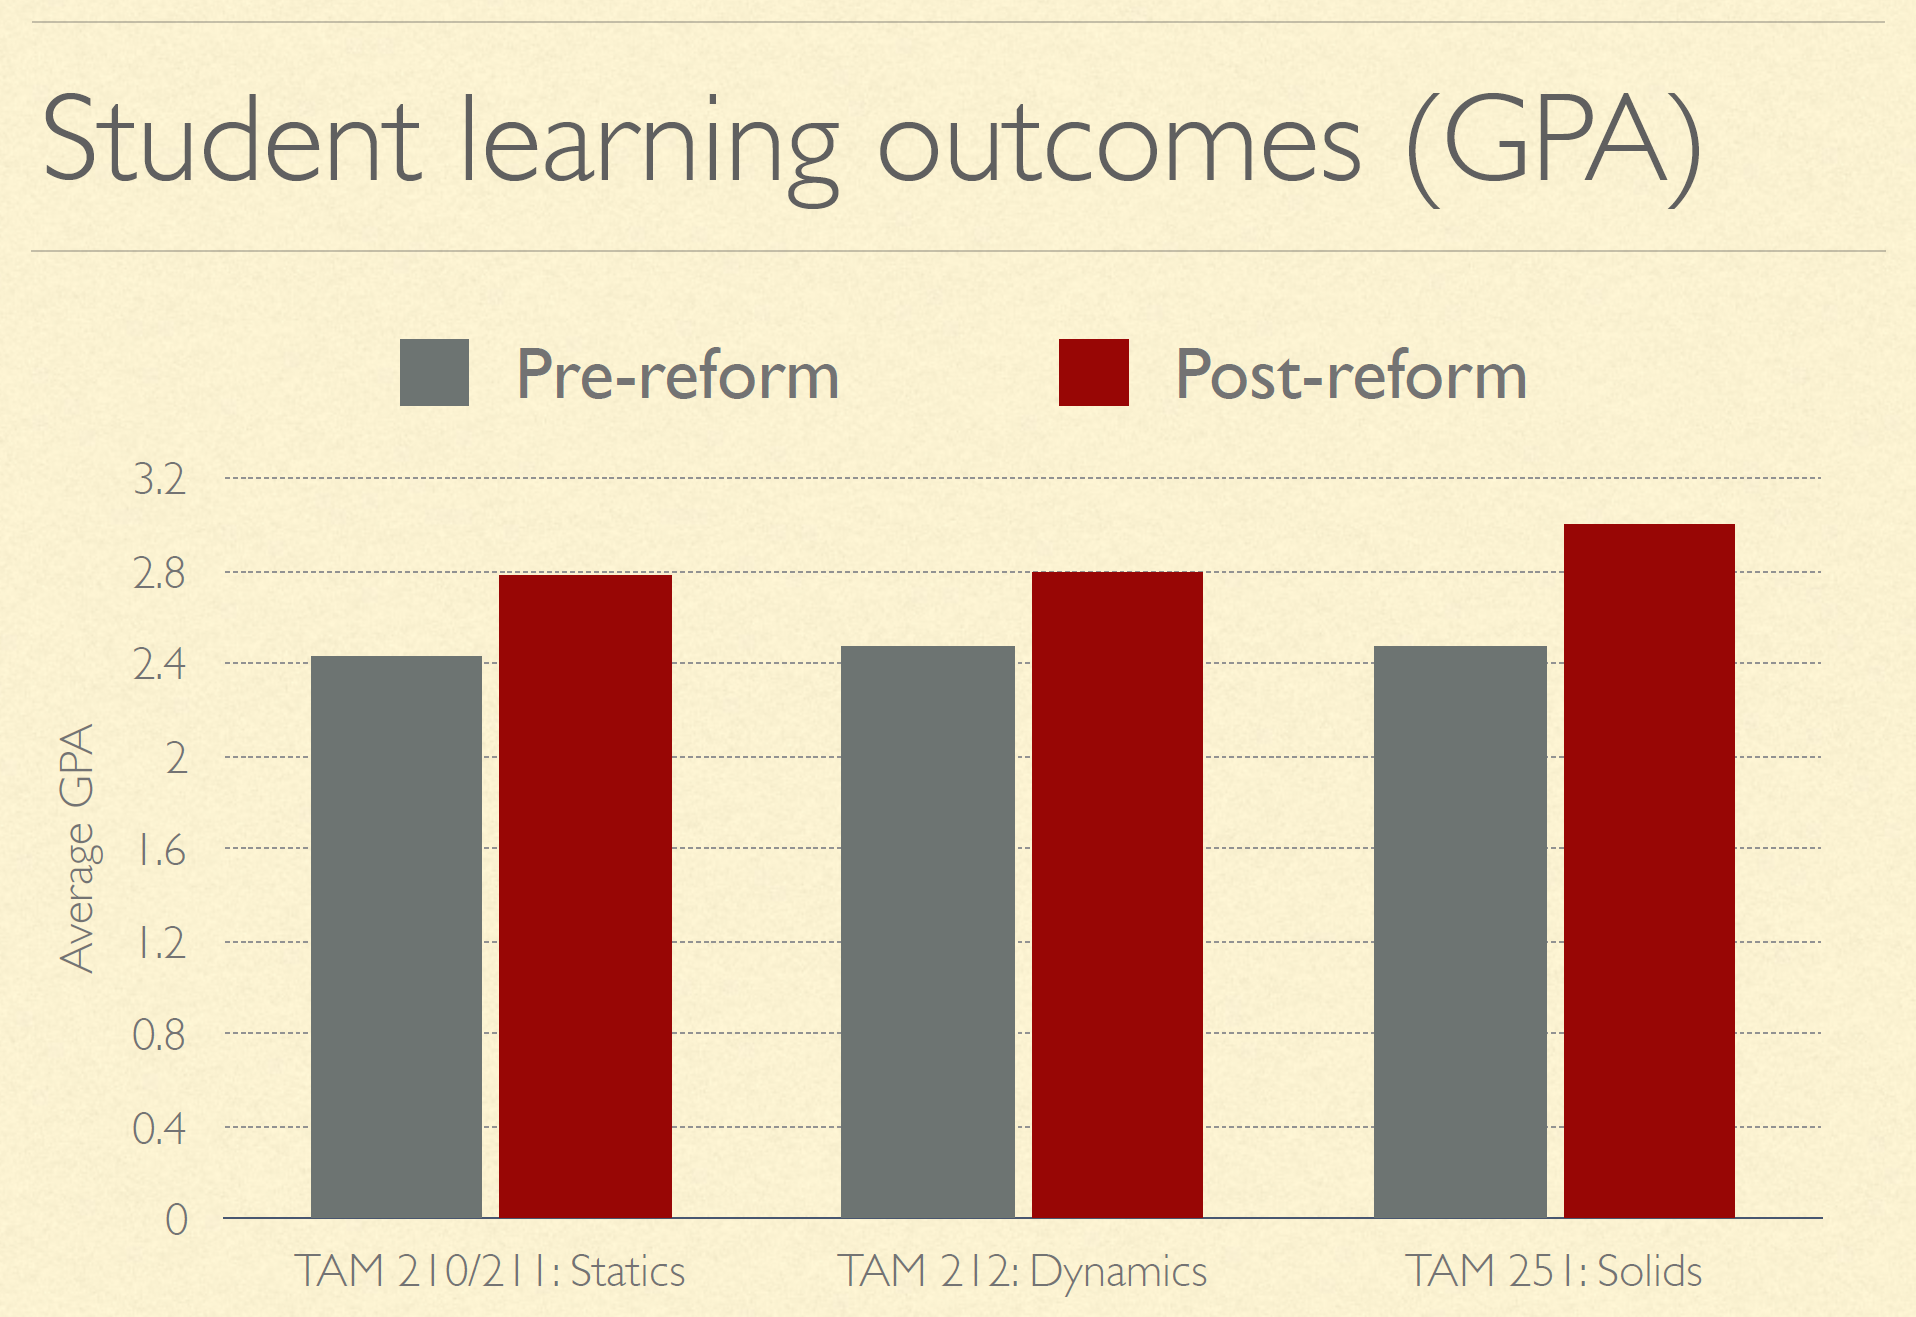 Student learning outcomes (GPA)
Pre-reform
Post-reform
3.2
2.8
2.4
2
1.6
1.2
0.8
0.4
0
Average GPA
TAM 210/211: Statics
TAM 212: Dynamics
TAM 251: Solids